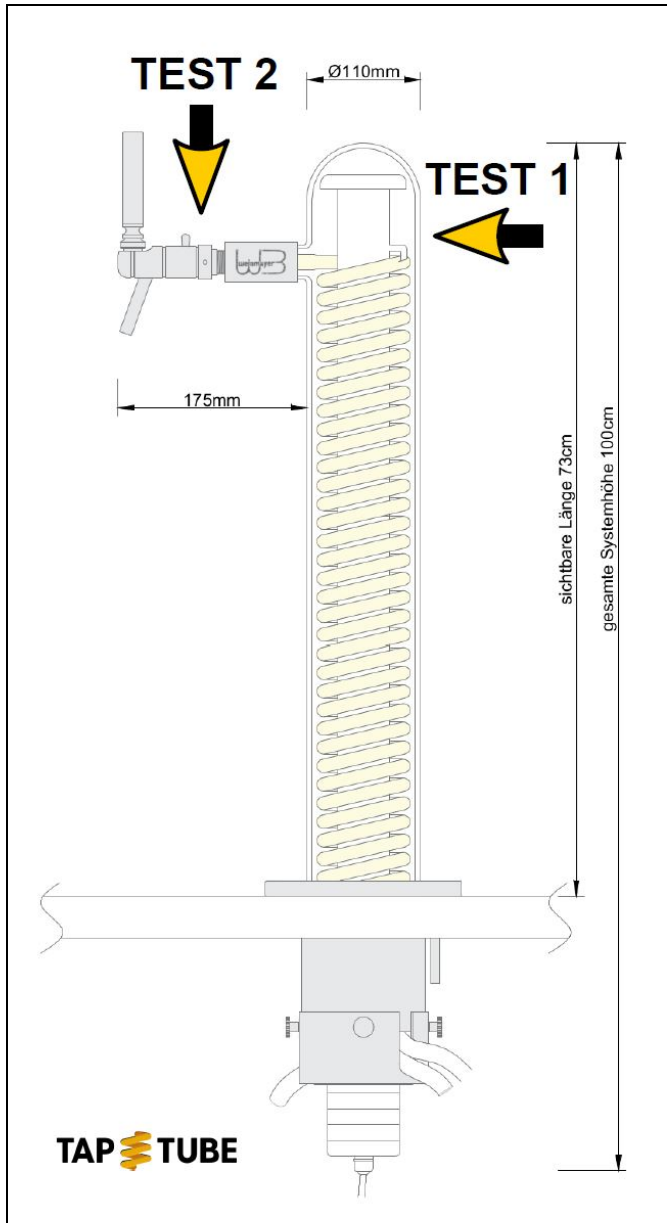 TEST 2
Ø110mm
TEST 1
175mm
sichtbare Länge 73cm
gesamte Systemhöhe 100cm
TAP TUBE